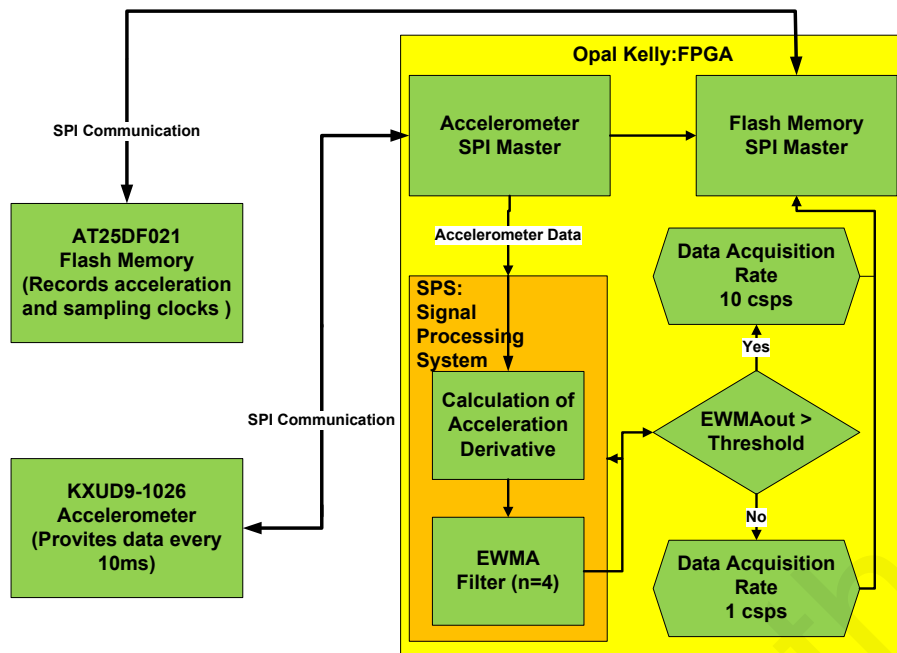 Opal Kelly:FPGA
SPI Communication
Accelerometer
SPI Master
Flash Memory
SPI Master
AT25DF021
Flash Memory
(Records acceleration
and sampling clocks )
Accelerometer Data
Data Acquisition
Rate
10 csps
SPS:
Signal
Processing
System
Yes
Calculation of
Acceleration
Derivative
EWMAout >
Threshold
SPI Communication
KXUD9-1026
Accelerometer
(Provites data every
10ms)
No
EWMA
Filter (n=4)
Data Acquisition
Rate
1 csps
th